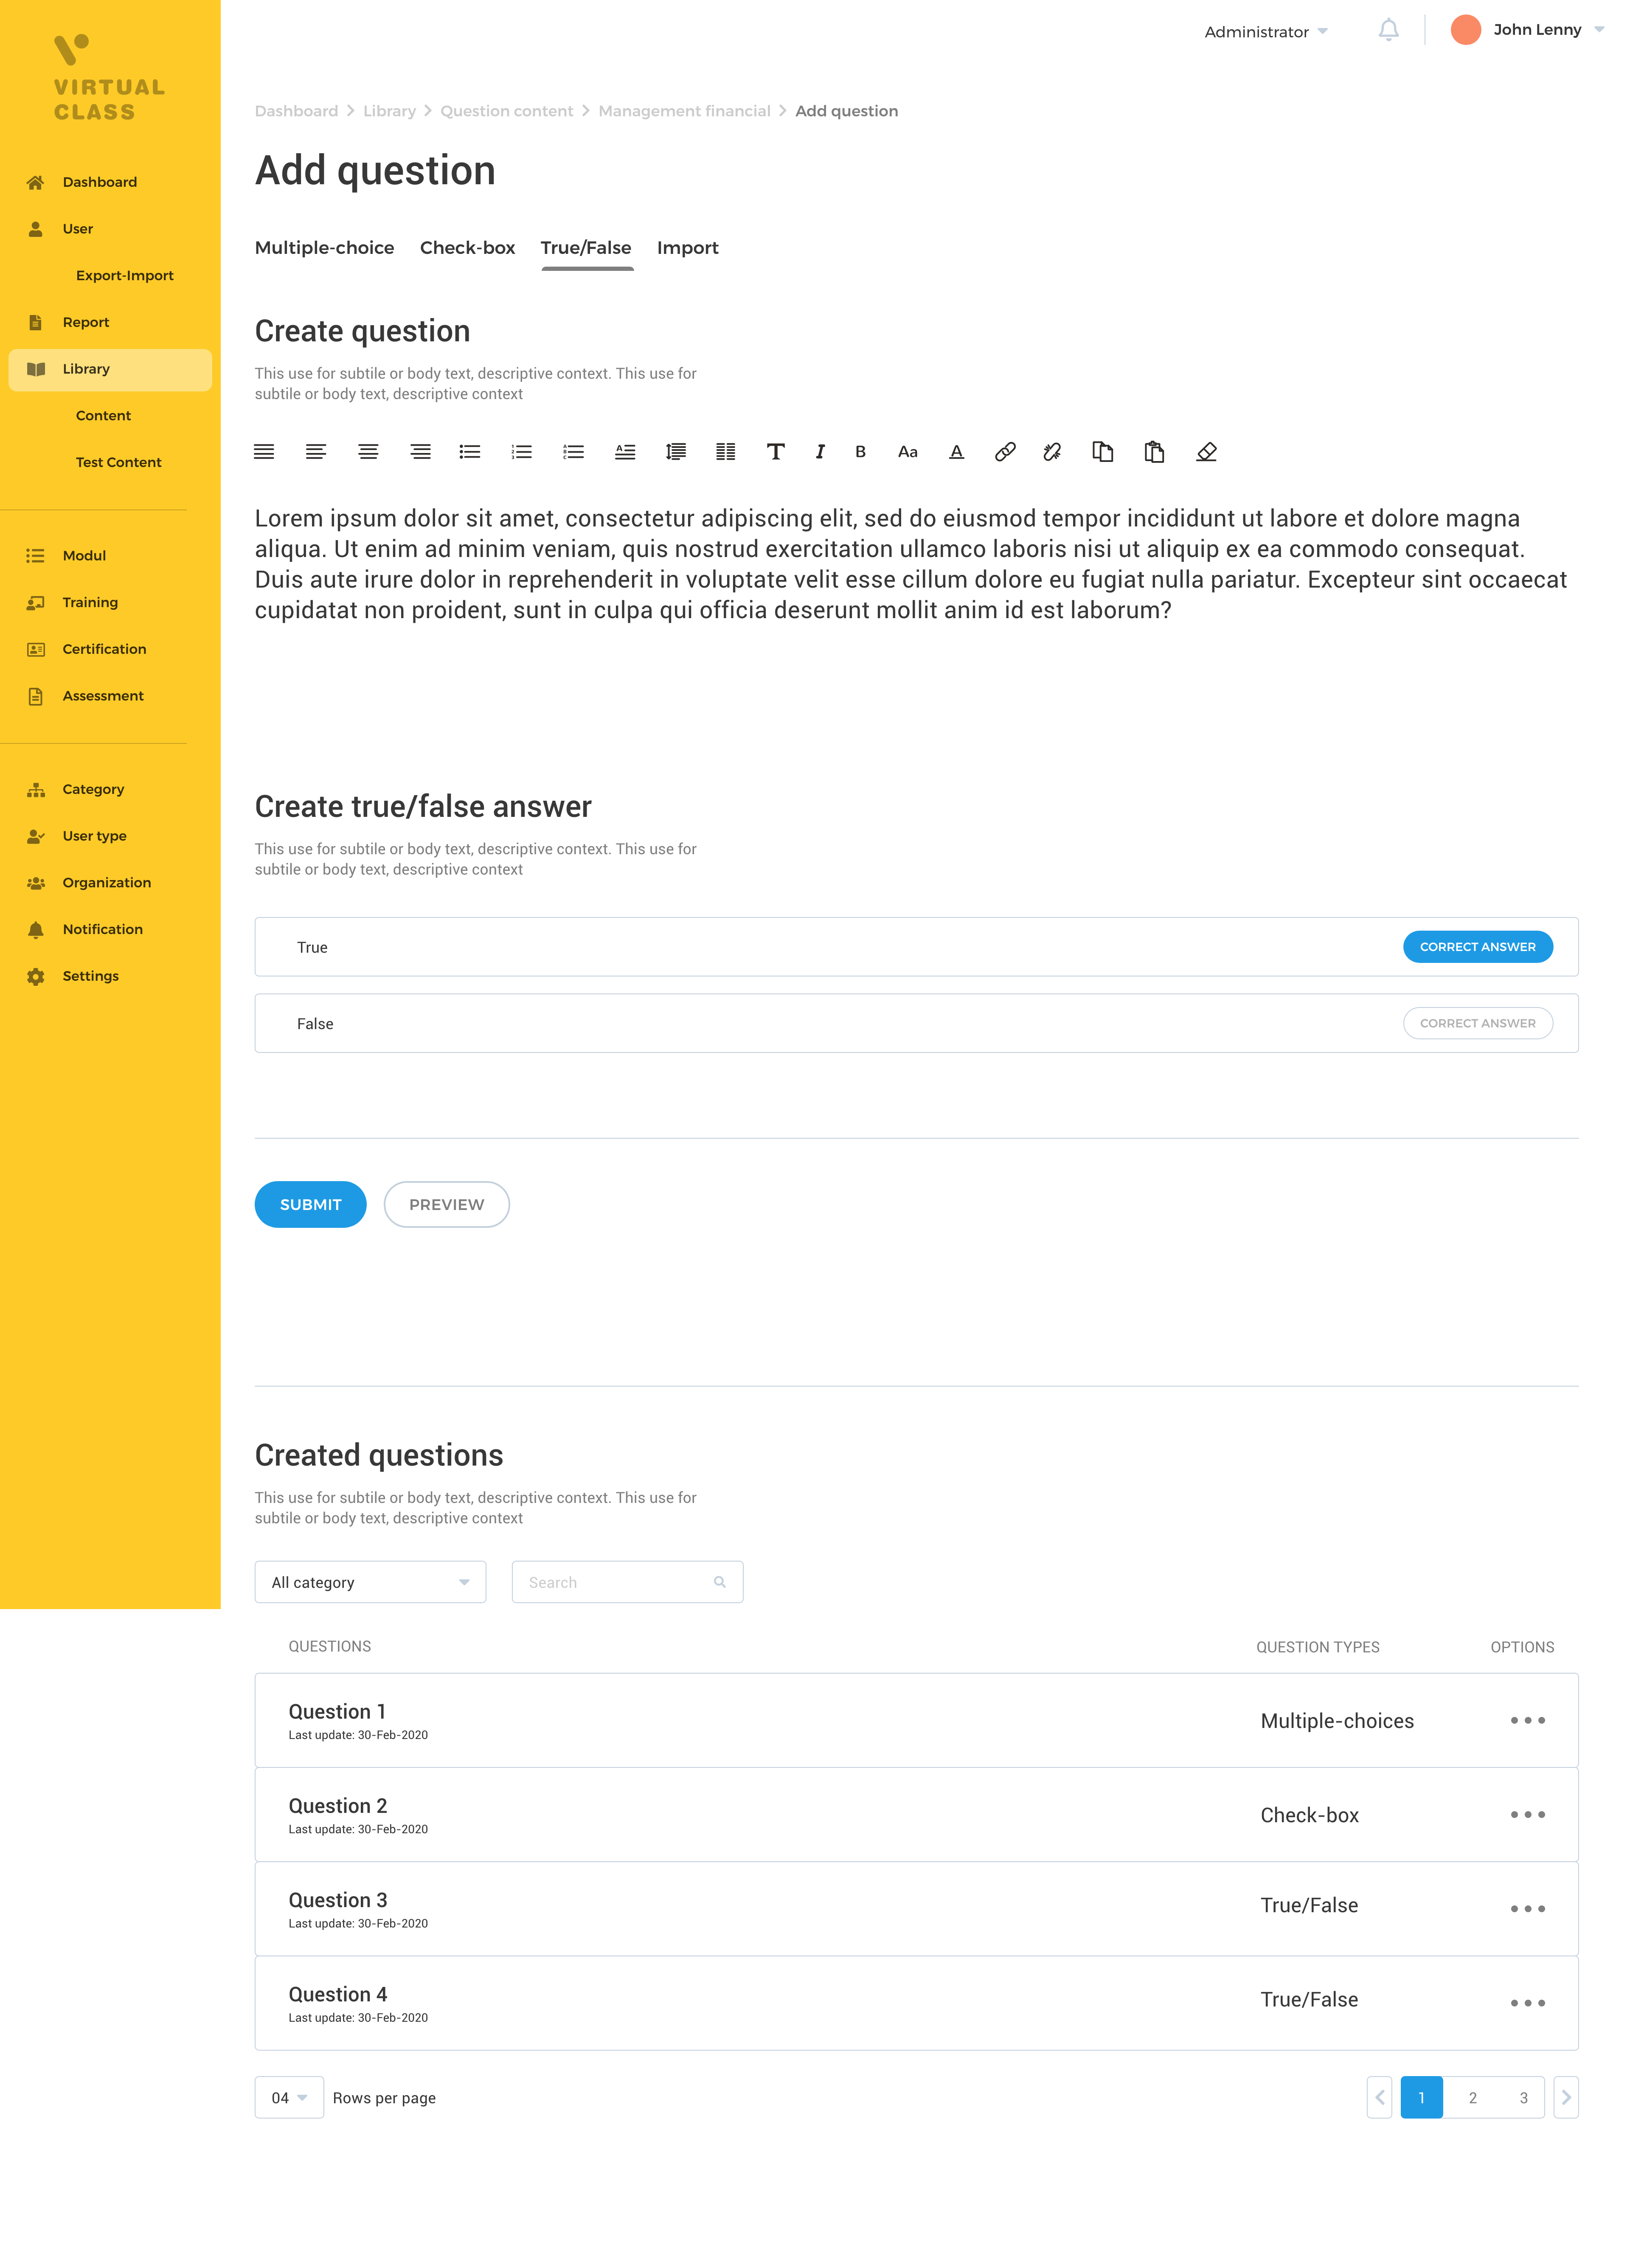 VIRTUAL
CLASS
Dashboard
User
Export-Import
Report
Library
Content
Test Content
Modul
Training
Certification
Assessment
Category
User type
Organization
Notification
Settings
Administrator
John Lenny
Dashboard > Library > Question content > Management financial > Add question
Add question
Multiple-choice Check-box True/False Import
Create question
This use for subtile or body text, descriptive context. This use for
subtile or body text, descriptive context
Lorem ipsum dolor sit amet, consectetur adipiscing elit, sed do eiusmod tempor incididunt ut labore et dolore magna
aliqua. Ut enim ad minim veniam, quis nostrud exercitation ullamco laboris nisi ut aliquip ex ea commodo consequat.
Duis aute irure dolor in reprehenderit in voluptate velit esse cillum dolore eu fugiat nulla pariatur. Excepteur sint occaecat
cupidatat non proident, sunt in culpa qui officia deserunt mollit anim id est laborum?
Create true/false answer
This use for subtile or body text, descriptive context. This use for
subtile or body text, descriptive context
True CORRECT ANSWER
False CORRECT ANSWER
SUBMIT PREVIEW
Created questions
This use for subtile or body text, descriptive context. This use for
subtile or body text, descriptive context
All category Search
QUESTIONS QUESTION TYPES OPTIONS
Question 1
Last update: 30-Feb-2020
Multiple-choices
Question 2
Last update: 30-Feb-2020
Check-box
Question 3
Last update: 30-Feb-2020
True/False
Question 4
Last update: 30-Feb-2020
True/False
04 Rows per page
1 2 3